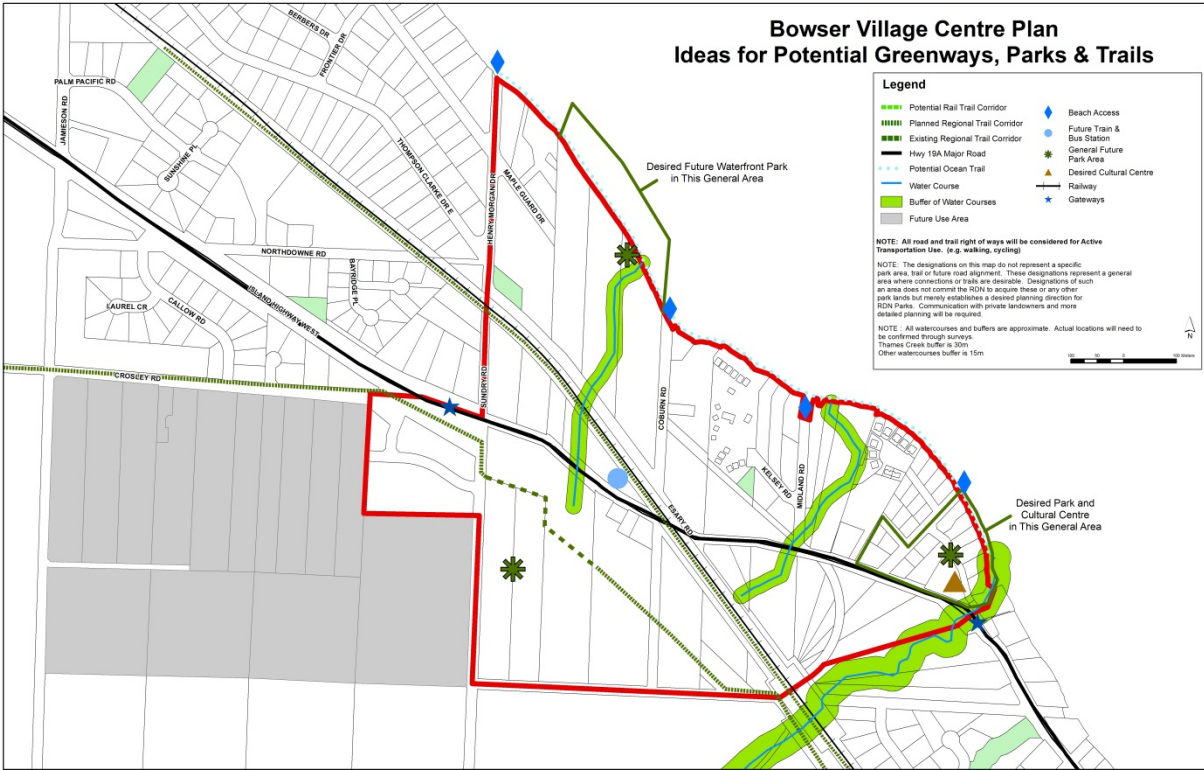 Bowser Village Centre Plan
Ideas for Potential Greenways, Parks & Trails
Legend
Potential Rail Trail Corridor
Planned Regional Trail Corridor
Existing Regional Trail Corridor
Hwy 19A Major Road
Potential Ocean Trail
Water Course
Buffer of Water Courses
Future Use Area
Beach Access
Future Train &
Bus Station
General Future
Park Area
Desired Cultural Centre
Railway
Gateways
NOTE: All road and trail right of ways will be considered for Active
Transportation Use. (e.g. walking, cycling)
NOTE: The designations on this map do not represent a specific
park area, trail or future road alignment. These designations represent a general
area where connections or trails are desirable. Designations of such
an area does not commit the RDN to acquire these or any other
park lands but merely establishes a desired planning direction for
RDN Parks. Communication with private landowners and more
detailed planning will be required.
NOTE : All watercourses and buffers are approximate. Actual locations will need to
be confirmed through surveys.
Thames Creek buffer is 30m
Other watercourses buffer is 15m
N
100 50 0 100 Meters
BERBERS DR
FRONTIER DR
PALM PACIFIC RD
JAMIESON RD
THOMPSON CLARKE DR E
HENRY MORGAN DR
MAPLE GUARD DR
Desired Future Waterfront Park
in This General Area
NORTHDOWNE RD
BAYRIDGE PL
ISLAND HIGHWAY WEST
LAUREL CR
CALLOW RD
CROSLEY RD
SUNDRY RD
COBURN RD
KELSEY RD
MIDLAND RD
ESARY RD
Desired Park and
Cultural Centre
in This General Area